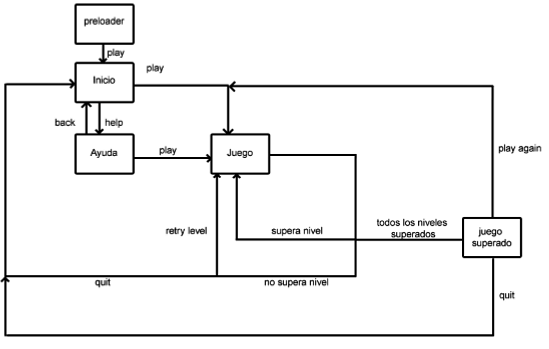 preloader
play
Inicio
play
back
help
Ayuda
play
Juego
play again
retry level
supera nivel
todos los niveles
superados
juego
superado
quit
no supera nivel
quit